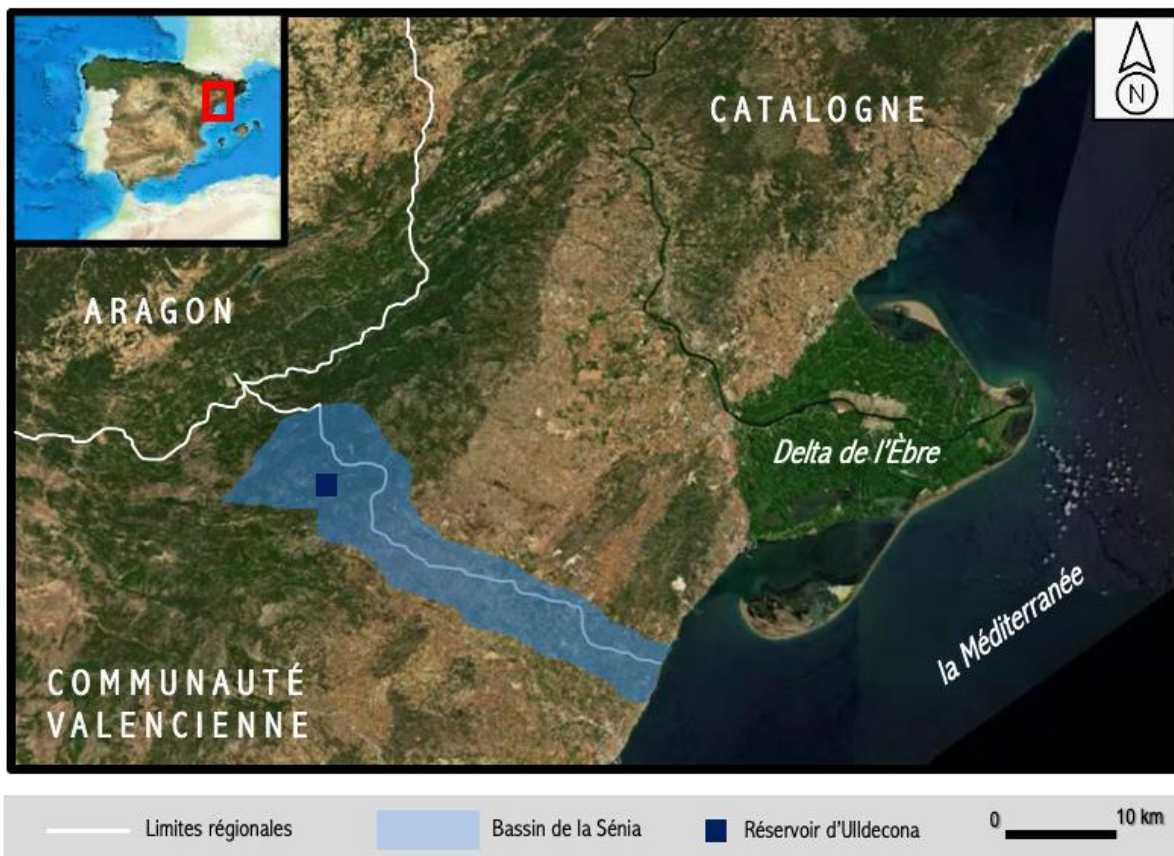 N
CATALOGNE
ARAGON
Delta de l'Èbre
la Méditerranée
COMMUNAUTÉ
VALENCIENNE
Limites régionales
Bassin de la Sénia
Réservoir d'Ulldecona
0 10 km